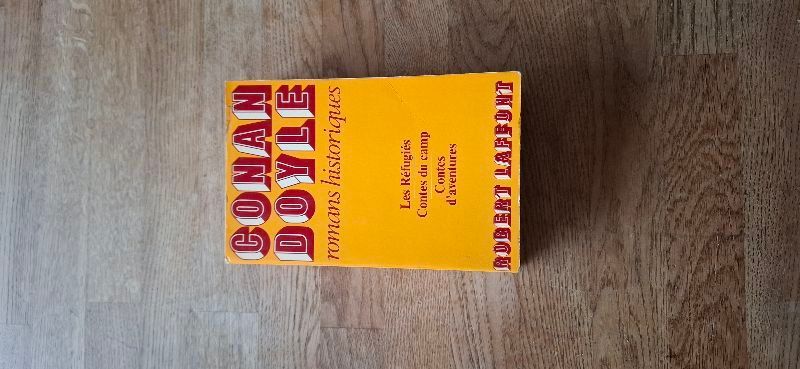 CONAN
DOYLE
romans historiques
Les Réfugiés
Contes du camp
Contes
d'aventures
ROBERT LAFFONT